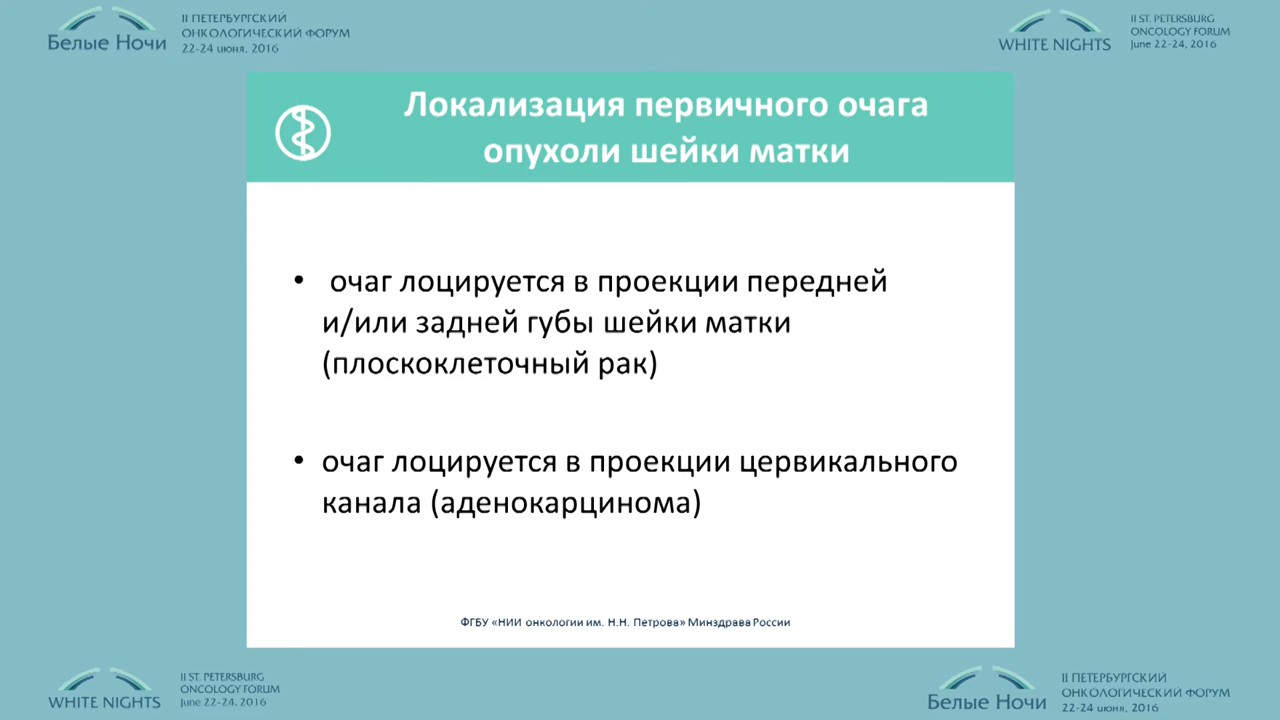 Белые Ночи
II ПЕТЕРБУРГСКИЙ
ОНКОЛОГИЧЕСКИЙ ФОРУМ
22-24 июня, 2016
WHITE NIGHTS
II ST. PETERSBURG
ONCOLOGY FORUM
June 22-24, 2016
Локализация первичного очага
опухоли шейки матки
• очаг лоцируется в проекции передней
и/или задней губы шейки матки
(плоскоклеточный рак)
• очаг лоцируется в проекции цервикального
канала (аденокарцинома)
ФГБУ «НИИ онкологии им. Н.Н. Петрова» Минздрава России
WHITE NIGHTS
II ST. PETERSBURG
ONCOLOGY FORUM
June 22-24, 2016
Белые Ночи
II ПЕТЕРБУРГСКИЙ
ОНКОЛОГИЧЕСКИЙ ФОРУМ
22-24 июня, 2016